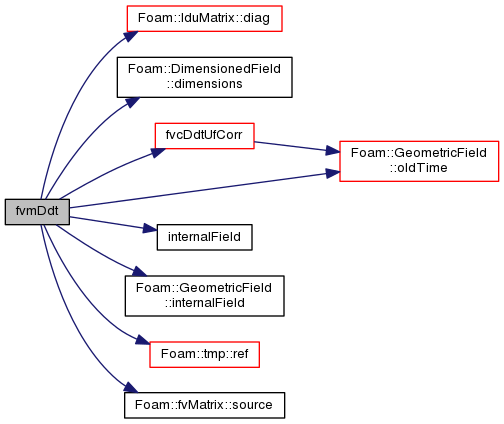 Foam::lduMatrix::diag
Foam::DimensionedField
::dimensions
fvcDdtUfCorr
Foam::GeometricField
::oldTime
fvmDdt
internalField
Foam::GeometricField
::internalField
Foam::tmp::ref
Foam::fvMatrix::source